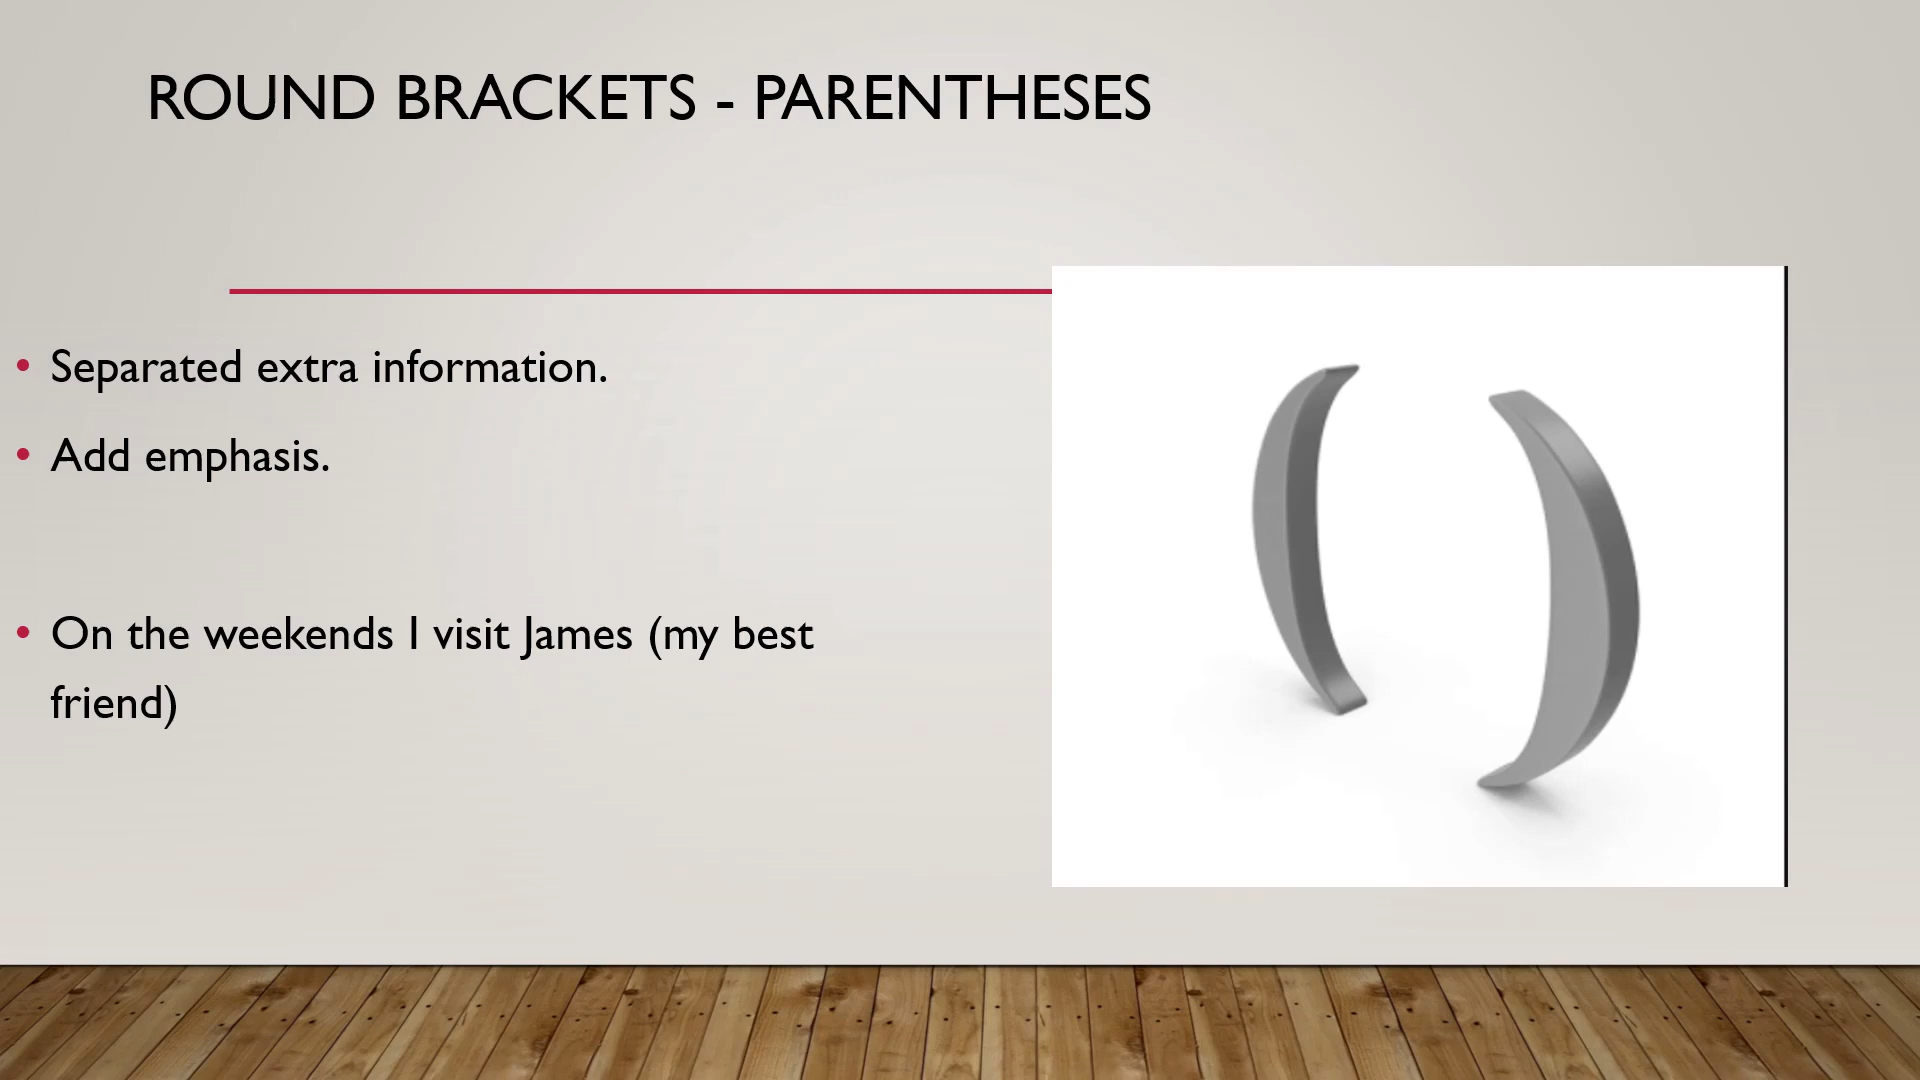 ROUND BRACKETS - PARENTHESES
• Separated extra information.
• Add emphasis.
• On the weekends I visit James (my best
friend)